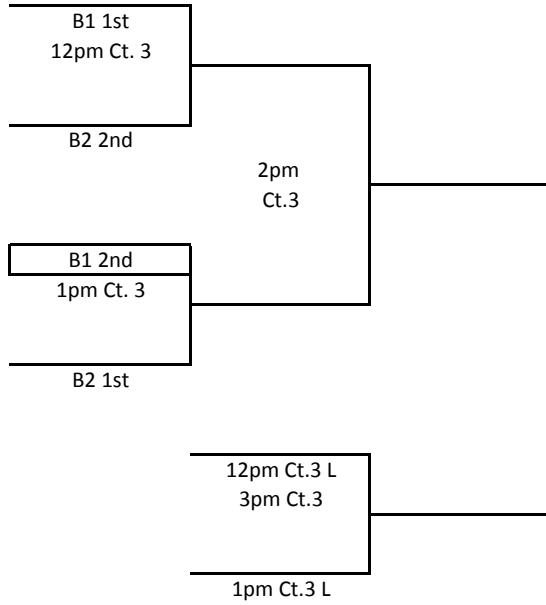 B1 1st
12pm Ct. 3
B2 2nd
2pm
Ct.3
B1 2nd
1pm Ct. 3
B2 1st
12pm Ct.3 L
3pm Ct.3
1pm Ct.3 L